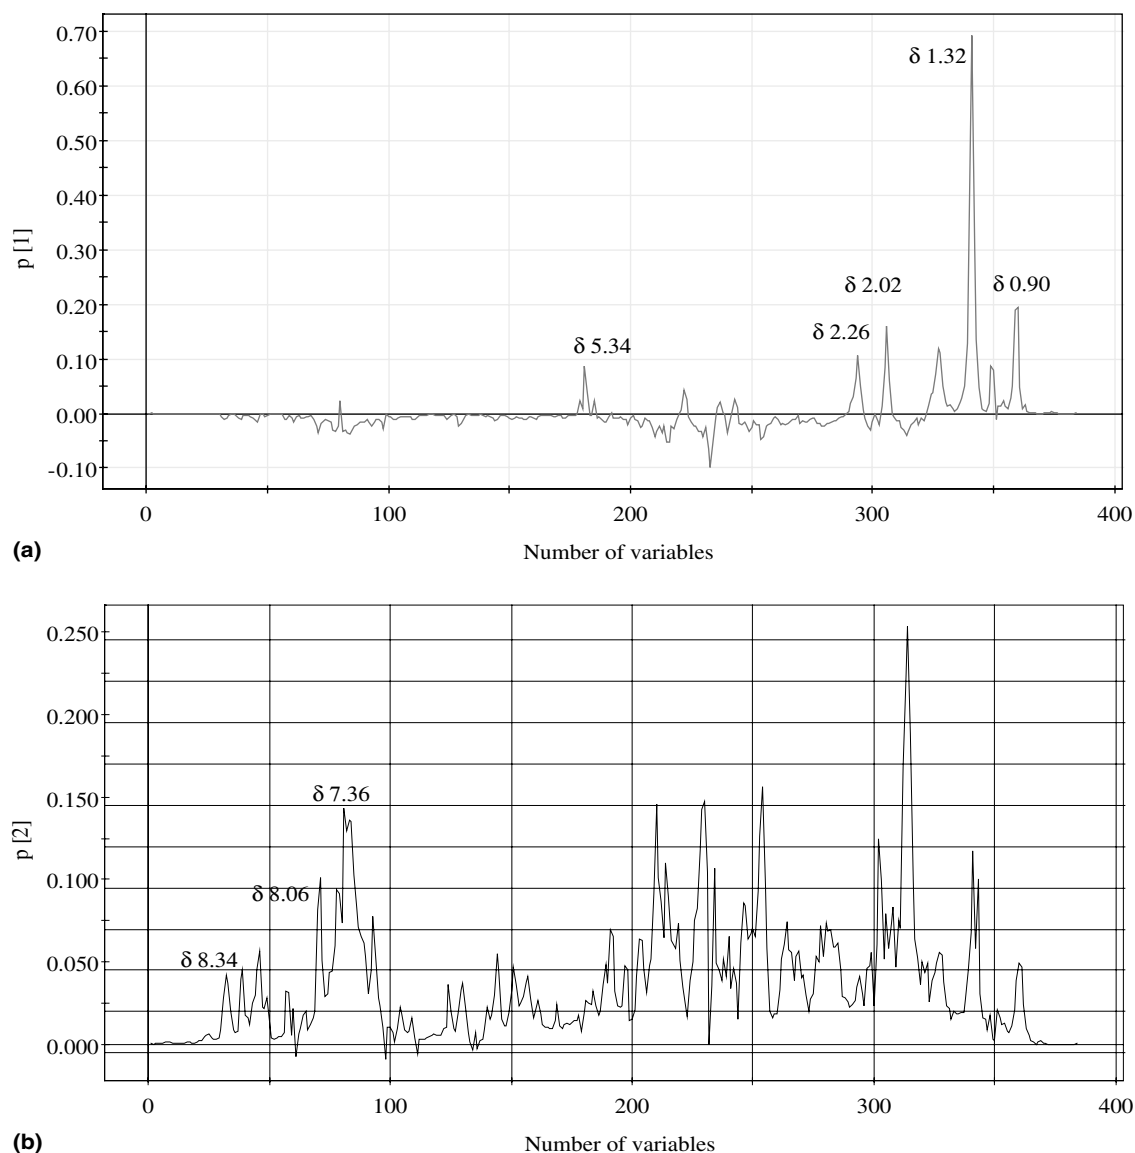 0.70
δ 1.32
0.60
0.50
0.40
p [1]
0.30
δ 2.02
δ 0.90
0.20
δ 2.26
δ 5.34
0.10
0.00
-0.10
0 100 200 300 400
(a)
Number of variables
0.250
0.200
δ 7.36
0.150
p [2]
0.100
δ 8.06
δ 8.34
0.050
0.000
0 100 200 300 400
(b)
Number of variables